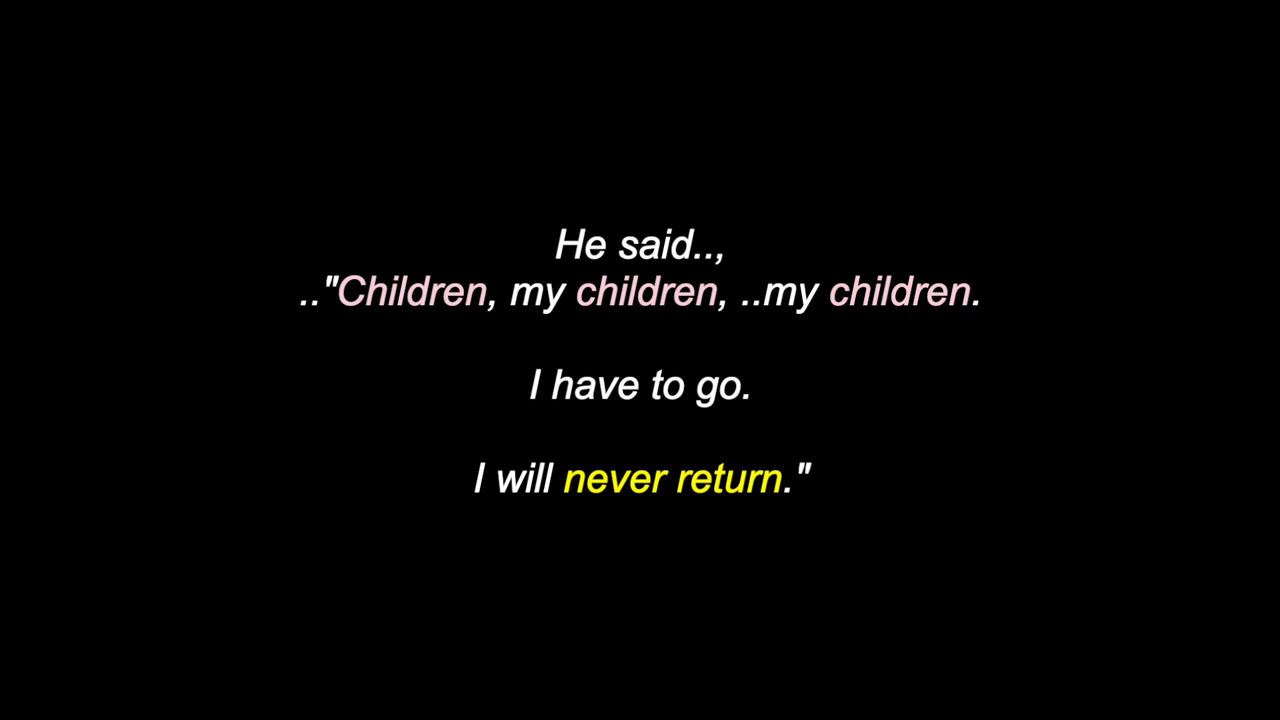 He said..,
.."Children, my children, ..my children.
I have to go.
I will never return."